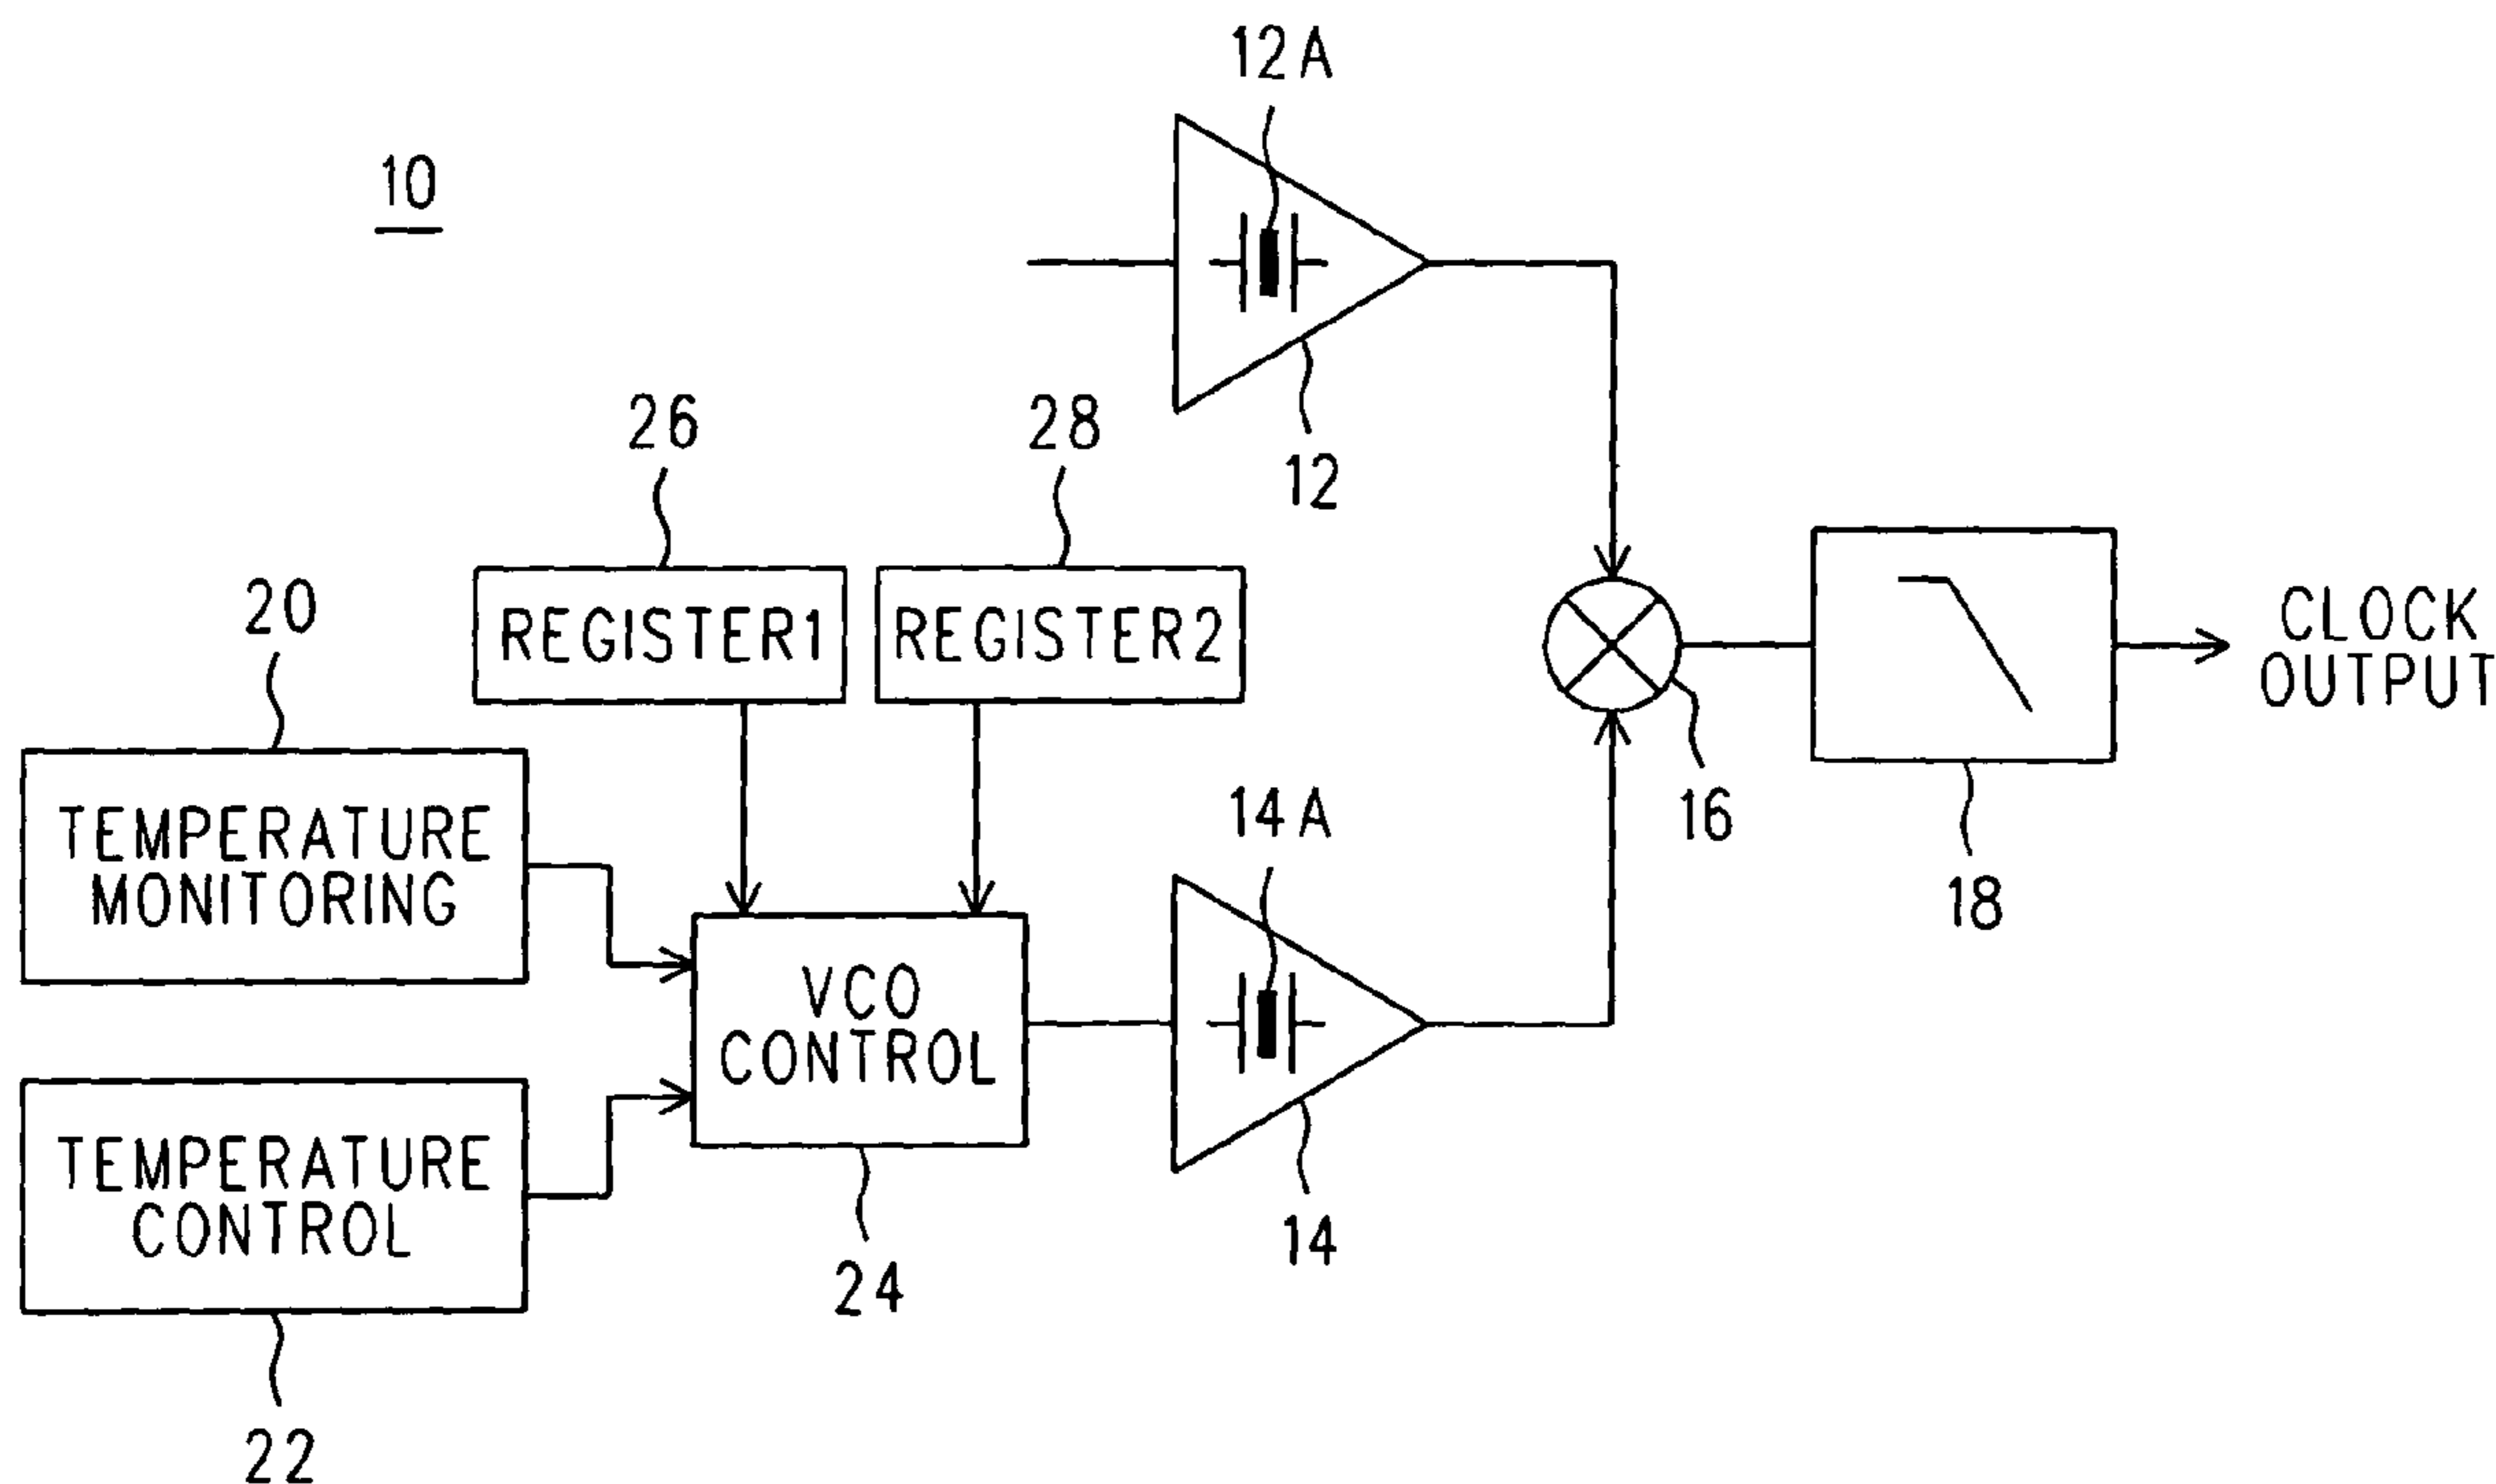 12A
10
12
26
28
20
REGISTER1
REGISTER2
CLOCK
OUTPUT
16
TEMPERATURE
MONITORING
14A
18
VCO
CONTROL
TEMPERATURE
CONTROL
14
24
22